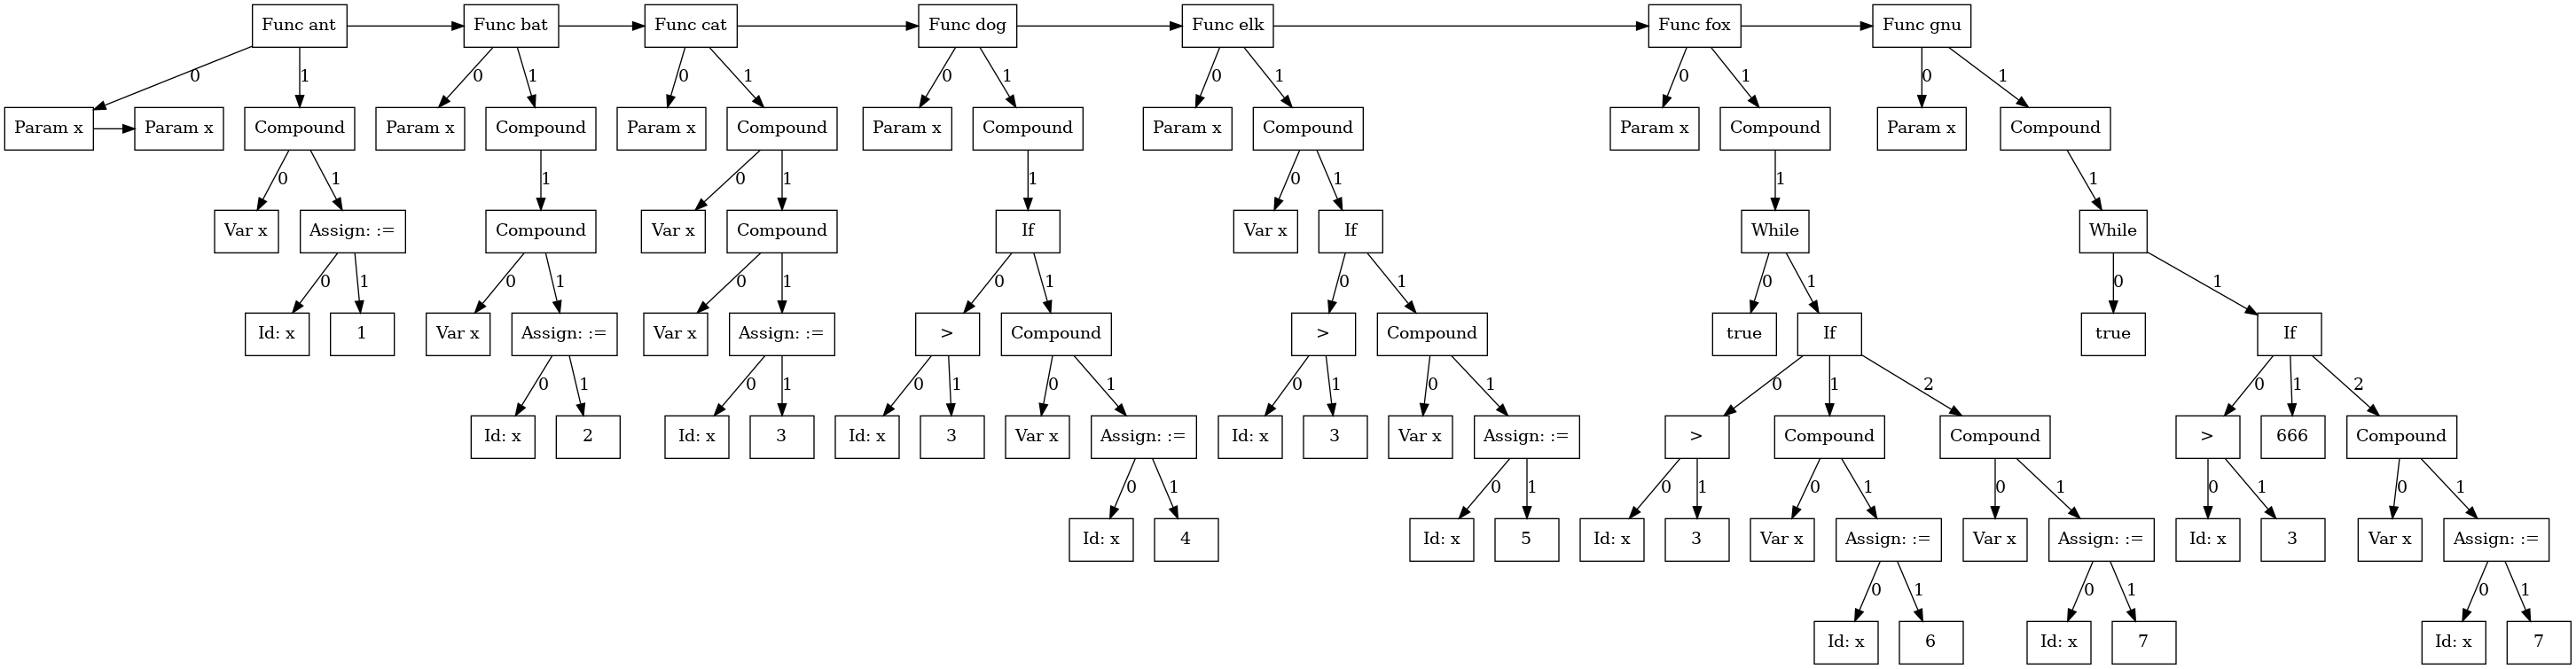 Func ant
Func bat
Func cat
Func dog
Func elk
Func fox
Func gnu
0
1
0
1
0
1
0
1
0
1
0
1
0
1
Param x
Param x
Compound
Param x
Compound
Param x
Compound
Param x
Compound
Param x
Compound
Param x
Compound
Param x
Compound
0
1
1
0
1
1
0
1
1
1
Var x
Assign: :=
Compound
Var x
Compound
If
Var x
If
While
While
0
1
0
1
0
1
0
1
0
1
0
1
0
1
Id: x
1
Var x
Assign: :=
Var x
Assign: :=
>
Compound
>
Compound
true
If
true
If
0
1
0
1
0
1
0
1
0
1
0
1
0
1
2
0
1
2
Id: x
2
Id: x
3
Id: x
3
Var x
Assign: :=
Id: x
3
Var x
Assign: :=
>
Compound
Compound
>
666
Compound
0
1
0
1
0
1
0
1
0
1
0
1
0
1
Id: x
4
Id: x
5
Id: x
3
Var x
Assign: :=
Var x
Assign: :=
Id: x
3
Var x
Assign: :=
0
1
0
1
0
1
Id: x
6
Id: x
7
Id: x
7